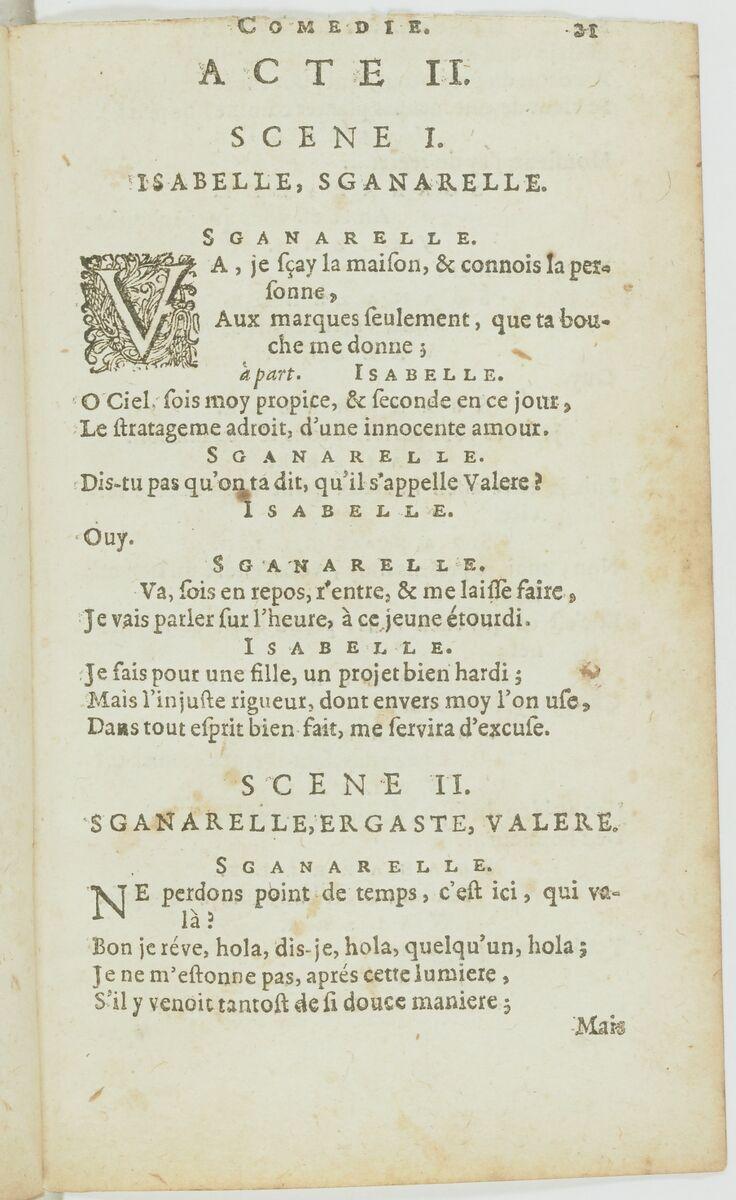 COMEDIE. 21
ACTE II.
SCENE I.
ISABELLE, SGANARELLE.
SGANARELLE.
VA, je sçay la maiſon, & connois la per-
ſonne,
Aux marques ſeulement, que ta bou-
che me donne ;
à part. ISABELLE.
O Ciel, ſois moy propice, & ſeconde en ce jour,
Le ſtratageme adroit, d'une innocente amour.
SGANARELLE.
Dis-tu pas qu'on ta dit, qu'il s'appelle Valere ?
ISABELLE.
Ouy.
SGANARELLE.
Va, ſois en repos, r'entre, & me laiſſe faire,
Je vais parler ſur l'heure, à ce jeune étourdi.
ISABELLE.
Je fais pour une fille, un projet bien hardi ;
Mais l'injuſte rigueur, dont envers moy l'on uſe,
Dans tout eſprit bien fait, me ſervira d'excuſe.
SCENE II.
SGANARELLE, ERGASTE, VALERE.
SGANARELLE.
NE perdons point de temps, c'eſt ici, qui va-
là ?
Bon je réve, hola, dis-je, hola, quelqu'un, hola ;
Je ne m'eſtonne pas, aprés cette lumiere,
S'il y venoit tantoſt de ſi douce maniere ;
Mais